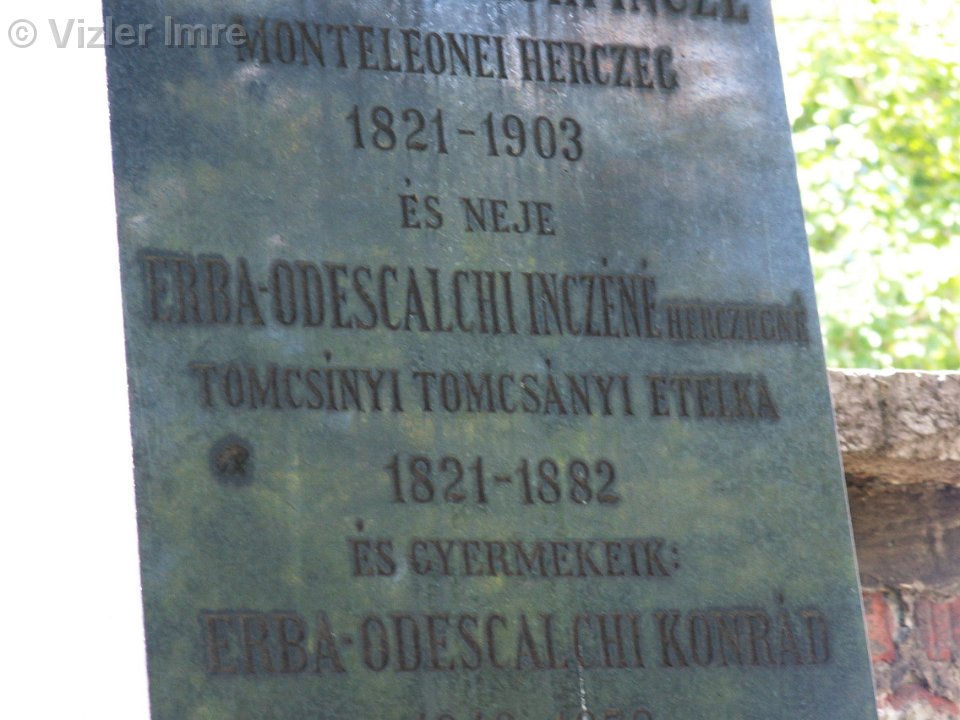 © Vizler Imre
INCZE
MONTELEONEI HERCZEG
1821-1903
ÉS NEJE
ERBA-ODESCALCHI INCZÉNÉ HERCZEGNÉ
TOMCSÍNYI TOMCSÁNYI ETELKA
1821-1882
ÉS GYERMEKEIK:
ERBA-ODESCALCHI KONRÁD